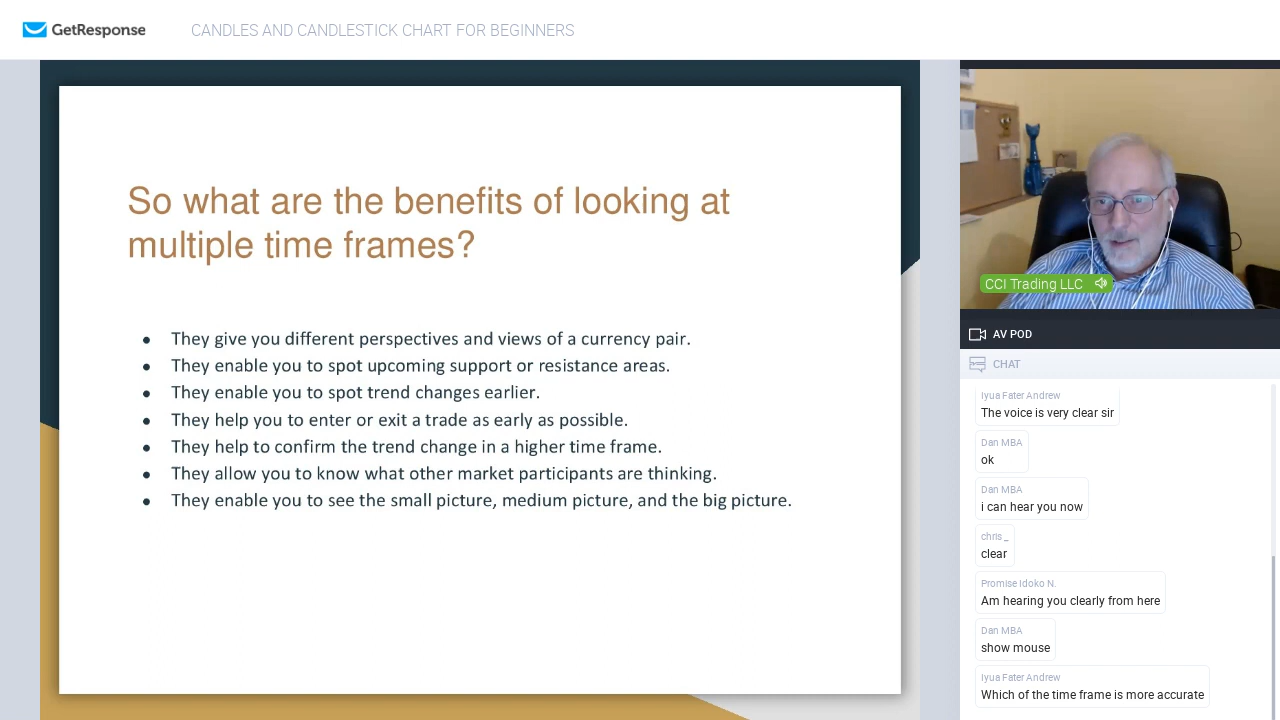 GetResponse
CANDLES AND CANDLESTICK CHART FOR BEGINNERS
So what are the benefits of looking at
multiple time frames?
● They give you different perspectives and views of a currency pair.
● They enable you to spot upcoming support or resistance areas.
● They enable you to spot trend changes earlier.
● They help you to enter or exit a trade as early as possible.
● They help to confirm the trend change in a higher time frame.
● They allow you to know what other market participants are thinking.
● They enable you to see the small picture, medium picture, and the big picture.
CCI Trading LLC
AV POD
CHAT
Iyua Fater Andrew
The voice is very clear sir
Dan MBA
ok
Dan MBA
i can hear you now
chris _
clear
Promise Idoko N.
Am hearing you clearly from here
Dan MBA
show mouse
Iyua Fater Andrew
Which of the time frame is more accurate